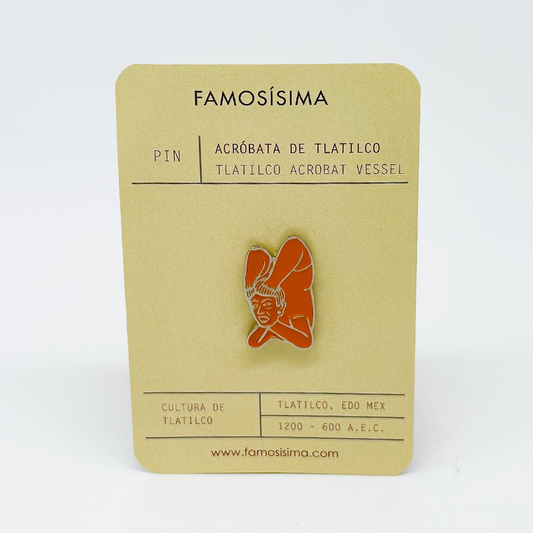 FAMOSÍSIMA
PIN
ACRÓBATA DE TLATILCO
TLATILCO ACROBAT VESSEL
CULTURA DE
TLATILCO
TLATILCO, EDO MEX
1200 - 600 A.E.C.
www.famosisima.com